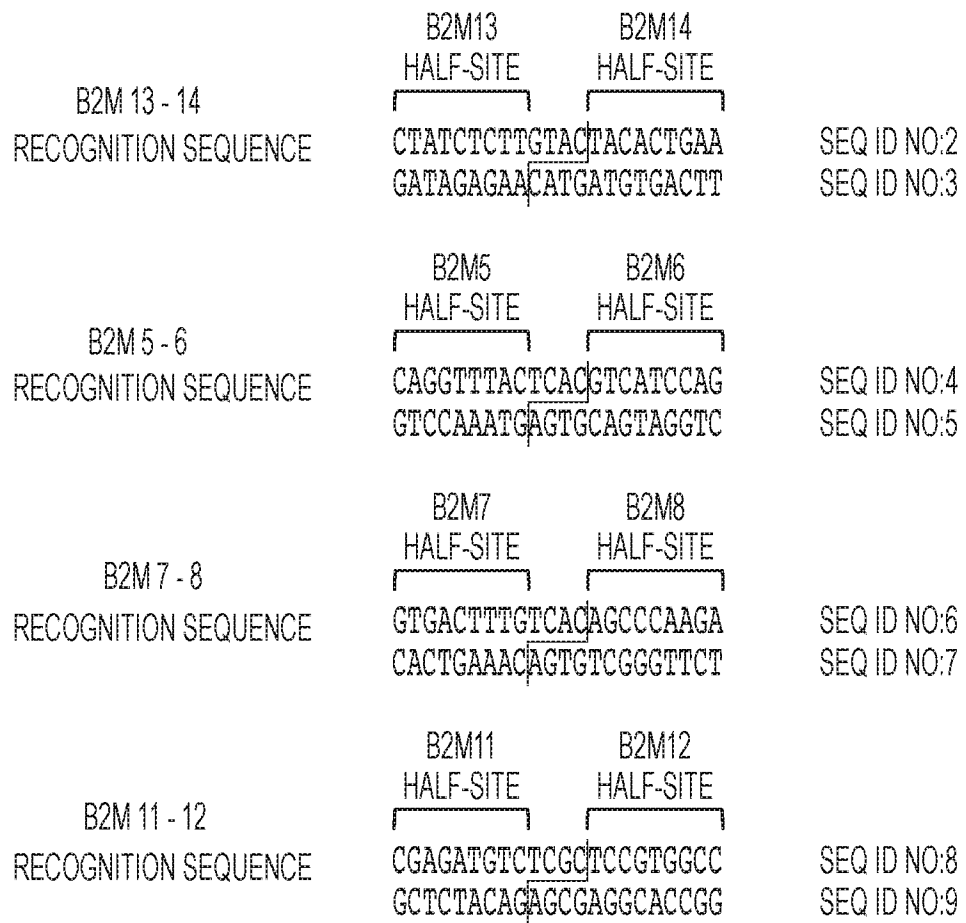 B2M13 B2M14
HALF-SITE HALF-SITE
B2M 13 - 14
RECOGNITION SEQUENCE
CTATCTCTTGTACTACACTGAA SEQ ID NO:2
GATAGAGAACATGATGTGACTT SEQ ID NO:3
B2M5 B2M6
HALF-SITE HALF-SITE
B2M 5 - 6
RECOGNITION SEQUENCE
CAGGTTTACTCACGTCATCCAG SEQ ID NO:4
GTCCAAATGAGTGCAGTAGGTC SEQ ID NO:5
B2M7 B2M8
HALF-SITE HALF-SITE
B2M 7 - 8
RECOGNITION SEQUENCE
GTGACTTTGTCACAGCCCAAGA SEQ ID NO:6
CACTGAAACAGTGTCGGGTTCT SEQ ID NO:7
B2M11 B2M12
HALF-SITE HALF-SITE
B2M 11 - 12
RECOGNITION SEQUENCE
CGAGATGTCTCGCTCCGTGGCC SEQ ID NO:8
GCTCTACAGAGCGAGGCACCGG SEQ ID NO:9